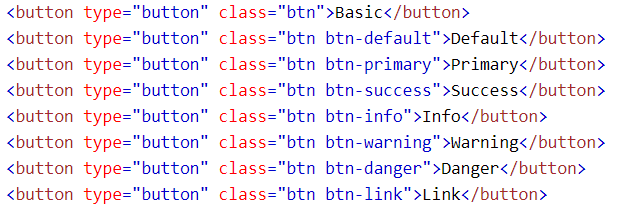 <button type="button" class="btn">Basic</button>
<button type="button" class="btn btn-default">Default</button>
<button type="button" class="btn btn-primary">Primary</button>
<button type="button" class="btn btn-success">Success</button>
<button type="button" class="btn btn-info">Info</button>
<button type="button" class="btn btn-warning">Warning</button>
<button type="button" class="btn btn-danger">Danger</button>
<button type="button" class="btn btn-link">Link</button>